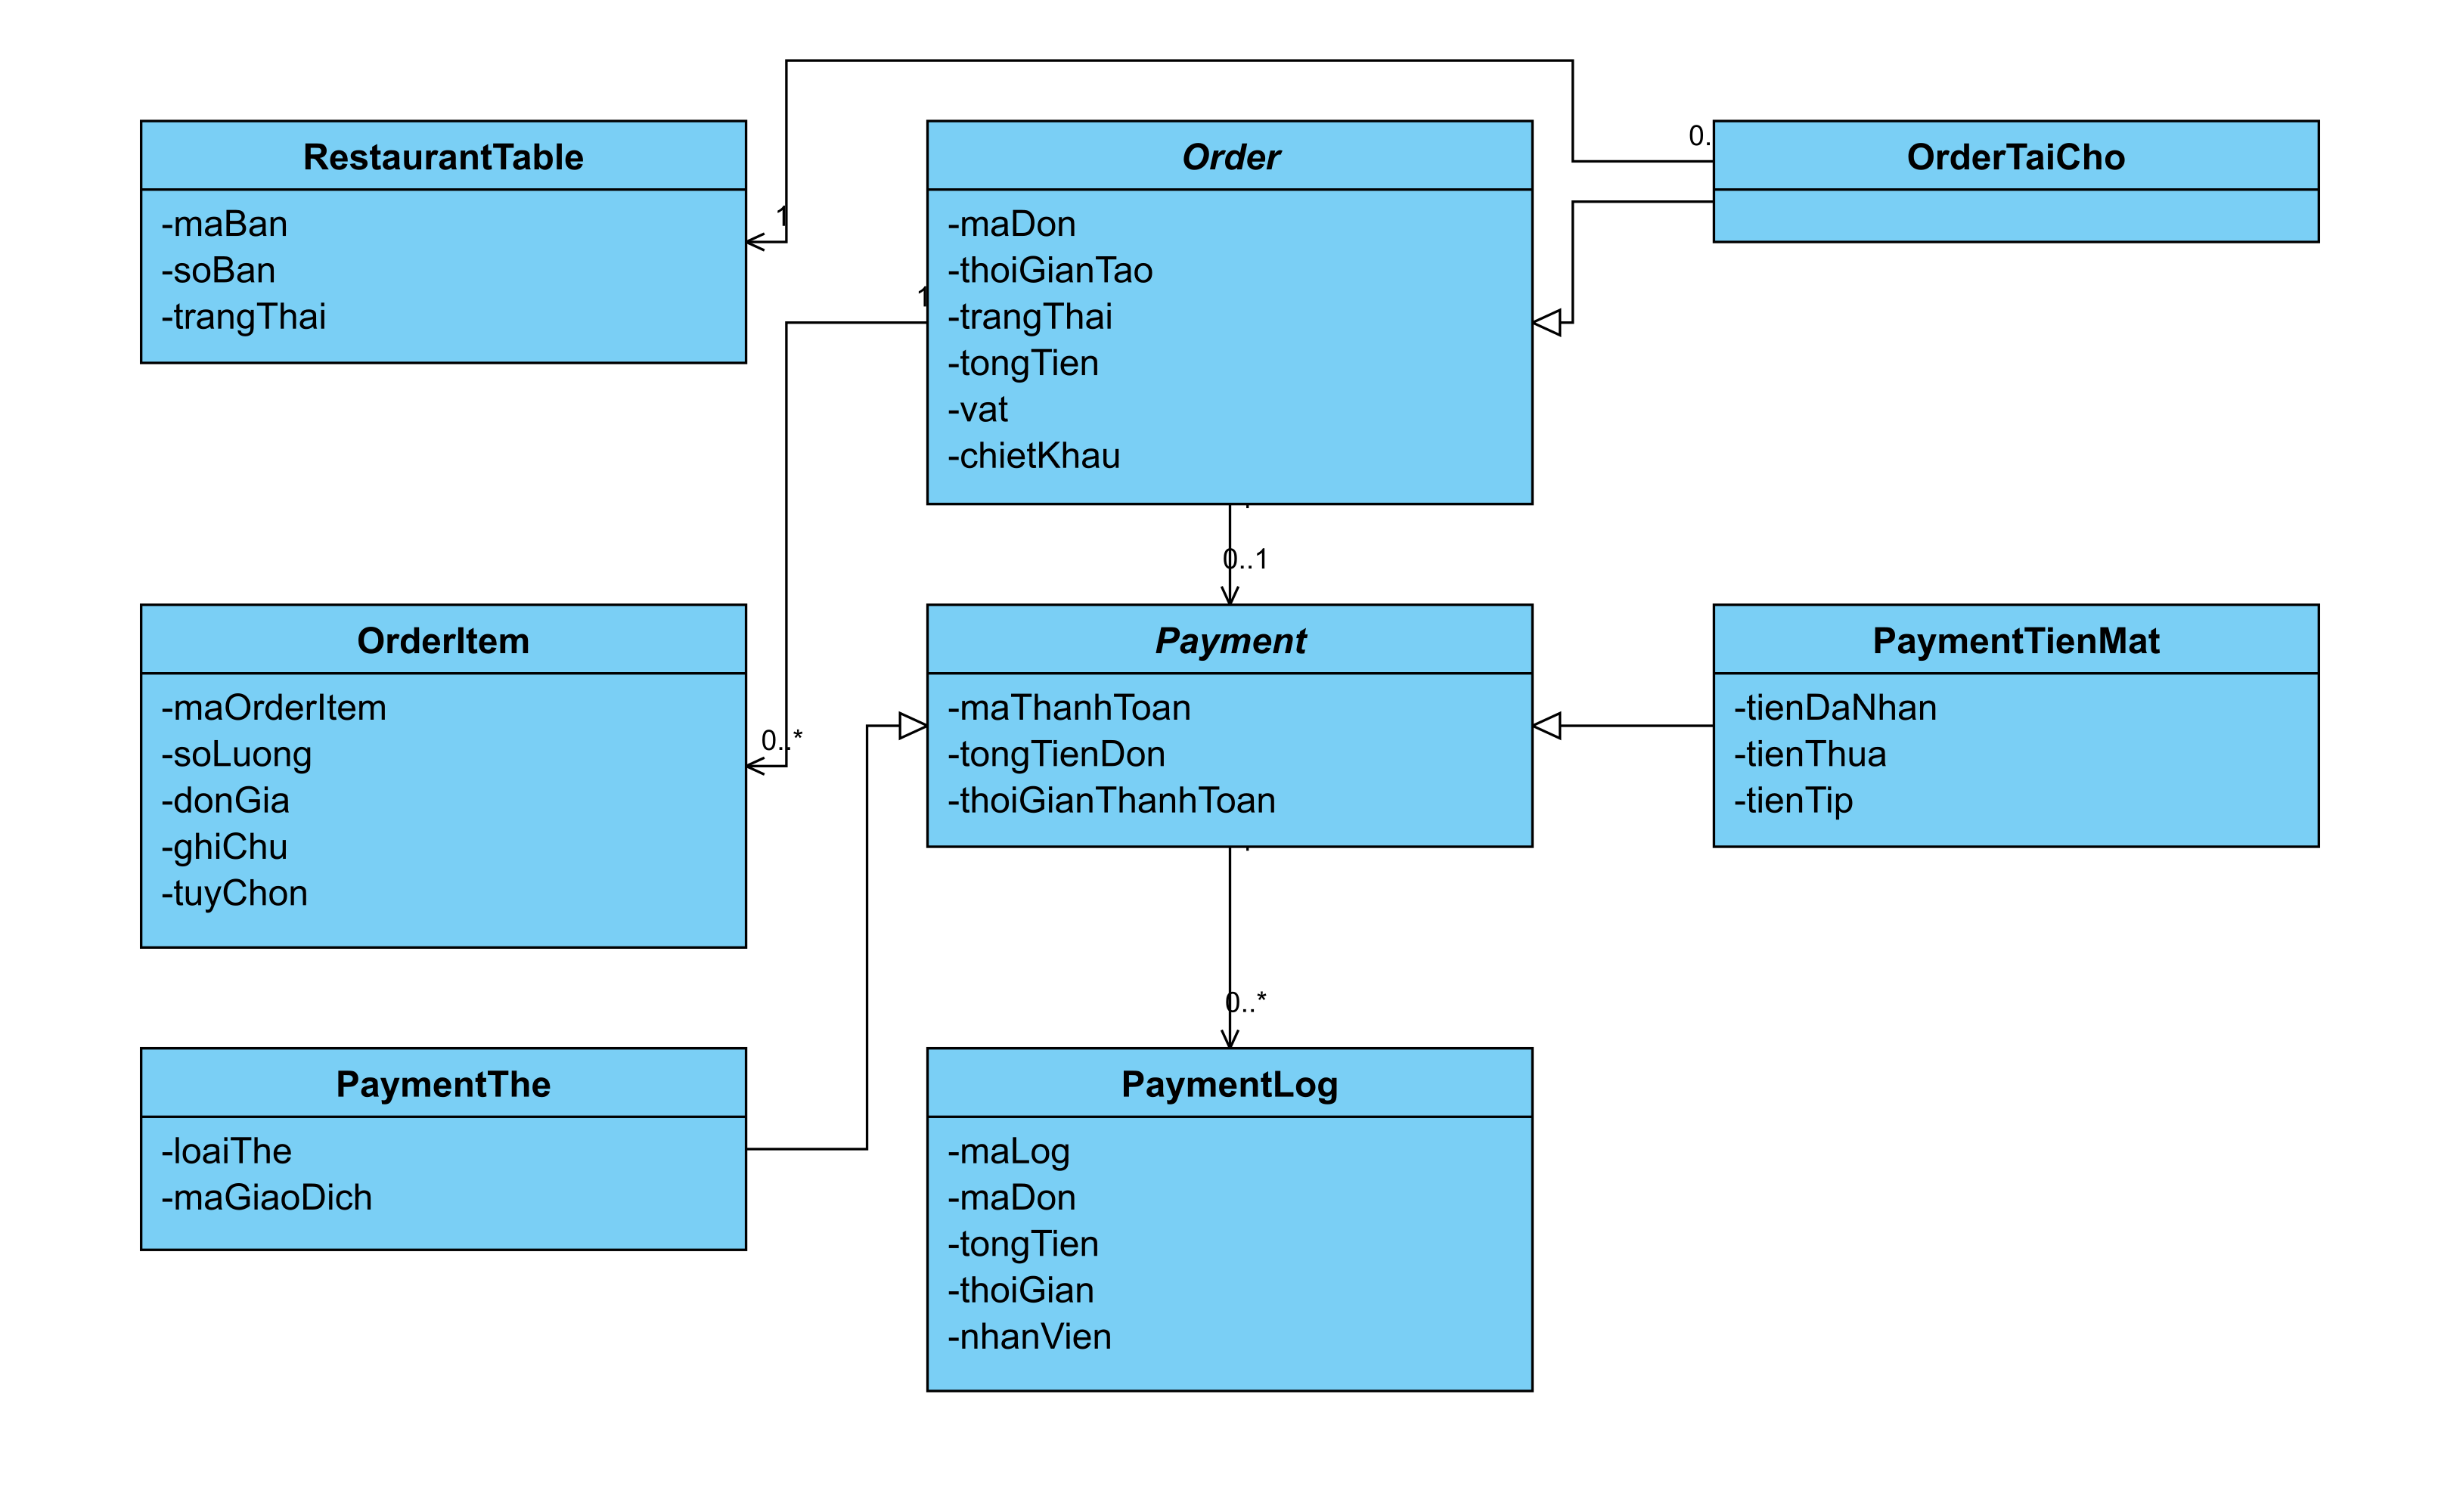 RestaurantTable
-maBan
-soBan
-trangThai
1
Order
-maDon
-thoiGianTao
-trangThai
-tongTien
-vat
-chietKhau
1
0..1
0.
OrderTaiCho
OrderItem
-maOrderItem
-soLuong
-donGia
-ghiChu
-tuyChon
0..*
Payment
-maThanhToan
-tongTienDon
-thoiGianThanhToan
0..*
PaymentTienMat
-tienDaNhan
-tienThua
-tienTip
PaymentThe
-loaiThe
-maGiaoDich
PaymentLog
-maLog
-maDon
-tongTien
-thoiGian
-nhanVien